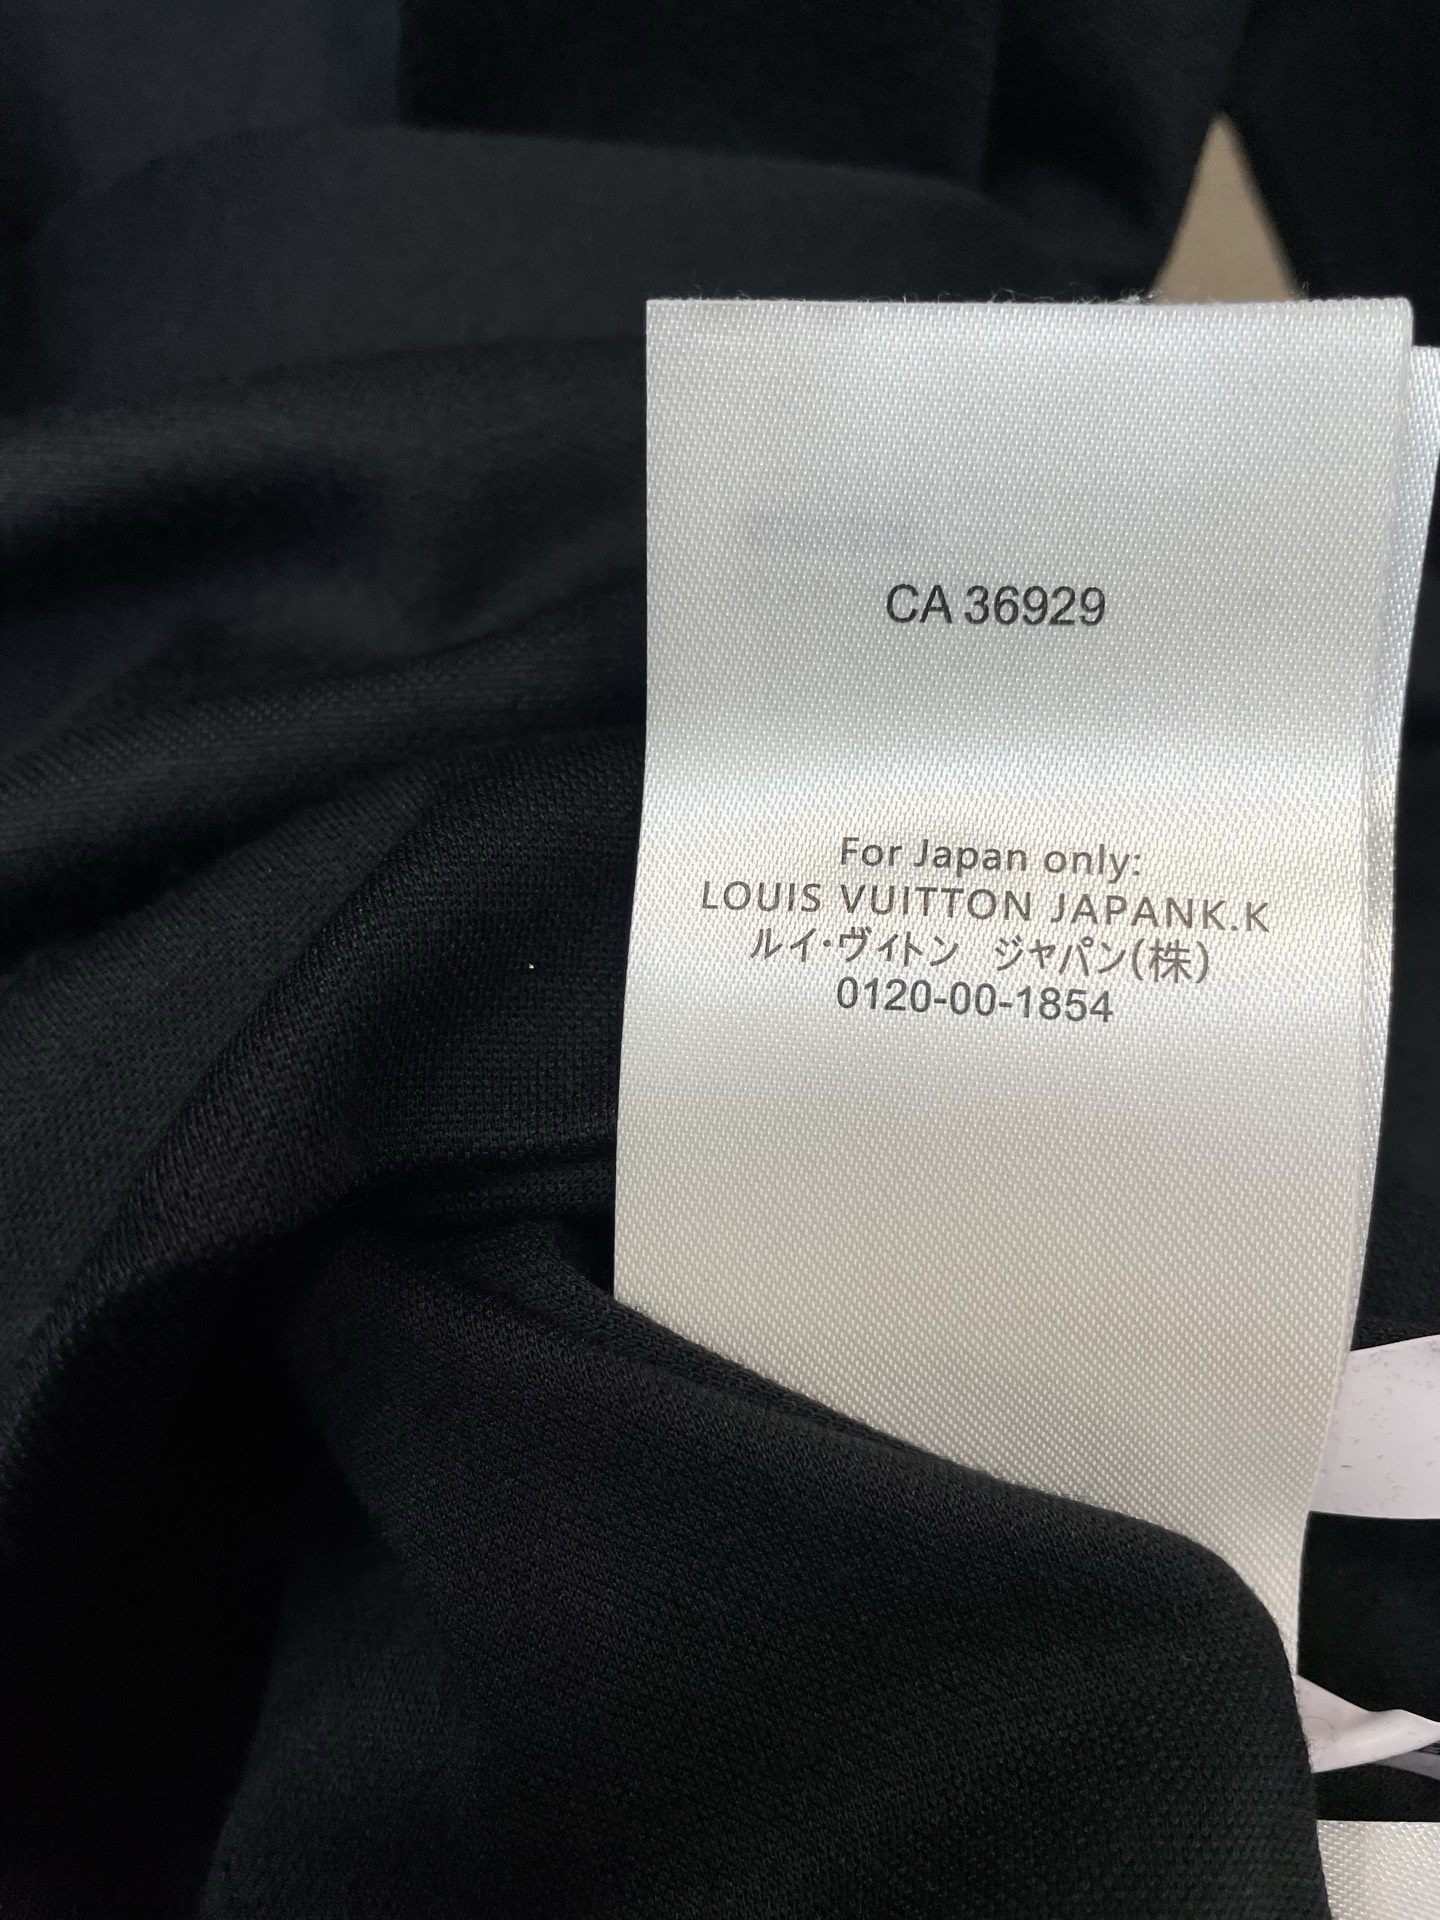 CA 36929
For Japan only:
LOUIS VUITTON JAPANK.K
ルイ·ヴィトン ジャパン(株)
0120-00-1854